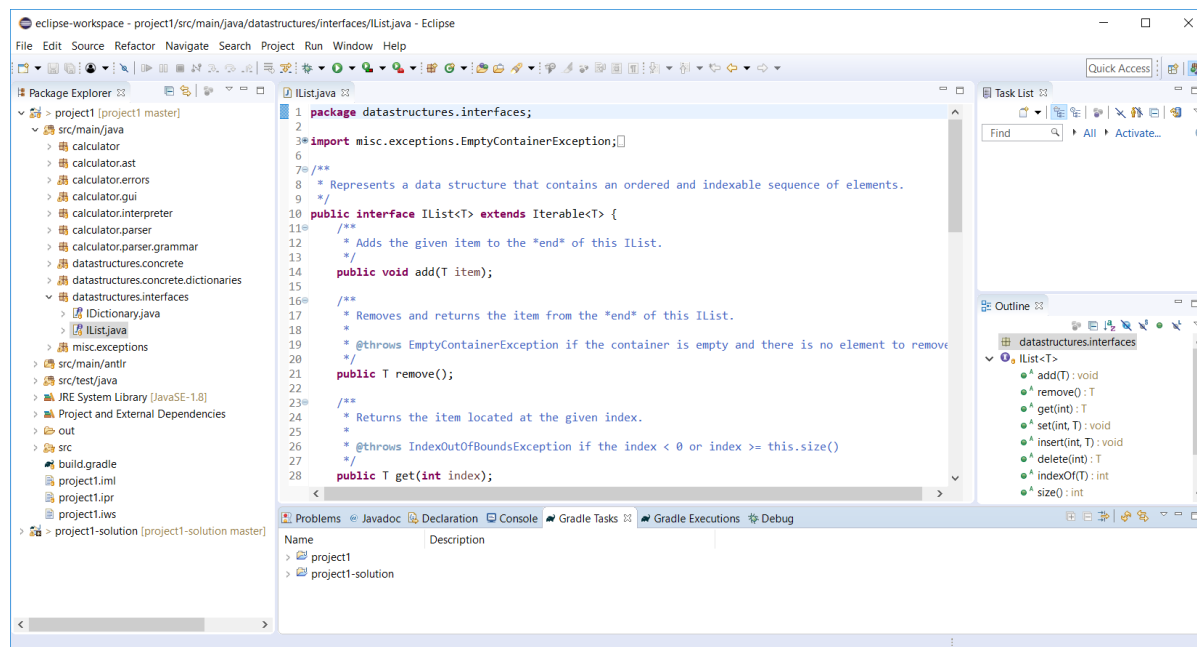 eclipse-workspace - project1/src/main/java/datastructures/interfaces/IList.java - Eclipse
File Edit Source Refactor Navigate Search Project Run Window Help
Quick Access
Package Explorer
> project1 [project1 master]
src/main/java
calculator
calculator.ast
calculator.errors
calculator.gui
calculator.interpreter
calculator.parser
calculator.parser.grammar
datastructures.concrete
datastructures.concrete.dictionaries
datastructures.interfaces
IDictionary.java
IList.java
misc.exceptions
src/main/antlr
src/test/java
JRE System Library [JavaSE-1.8]
Project and External Dependencies
out
src
build.gradle
project1.iml
project1.ipr
project1.iws
> project1-solution [project1-solution master]
IList.java
1 package datastructures.interfaces;
2
3 import misc.exceptions.EmptyContainerException;
6
7 /**
8 * Represents a data structure that contains an ordered and indexable sequence of elements.
9 */
10 public interface IList<T> extends Iterable<T> {
11 /**
12 * Adds the given item to the *end* of this IList.
13 */
14 public void add(T item);
15
16 /**
17 * Removes and returns the item from the *end* of this IList.
18 *
19 * @throws EmptyContainerException if the container is empty and there is no element to remove
20 */
21 public T remove();
22
23 /**
24 * Returns the item located at the given index.
25 *
26 * @throws IndexOutOfBoundsException if the index < 0 or index >= this.size()
27 */
28 public T get(int index);
Task List
Find All Activate...
Outline
datastructures.interfaces
IList<T>
add(T) : void
remove() : T
get(int) : T
set(int, T) : void
insert(int, T) : void
delete(int) : T
indexOf(T) : int
size() : int
Problems Javadoc Declaration Console Gradle Tasks Gradle Executions Debug
Name Description
project1
project1-solution